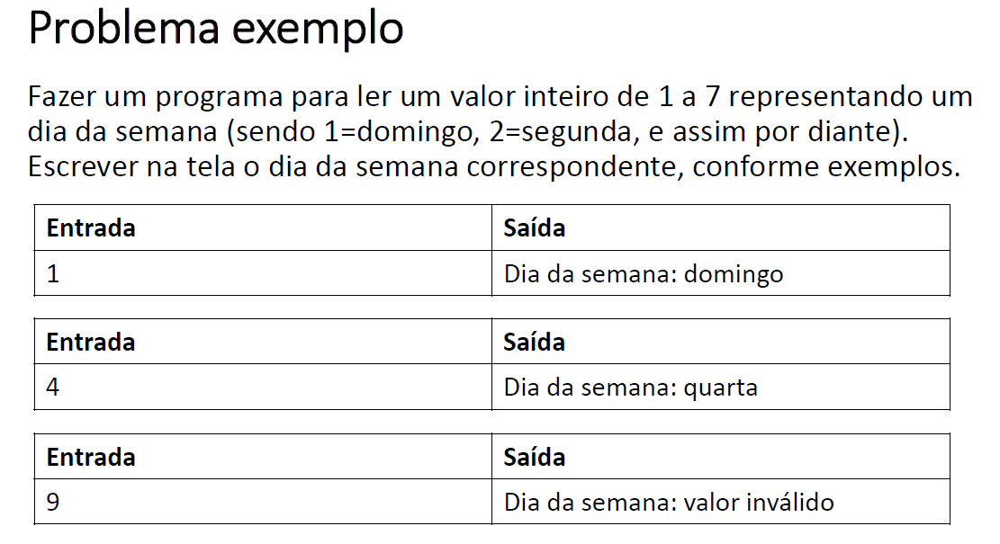 Problema exemplo
Fazer um programa para ler um valor inteiro de 1 a 7 representando um
dia da semana (sendo 1=domingo, 2=segunda, e assim por diante).
Escrever na tela o dia da semana correspondente, conforme exemplos.
Entrada Saída
1 Dia da semana: domingo
Entrada Saída
4 Dia da semana: quarta
Entrada Saída
9 Dia da semana: valor inválido